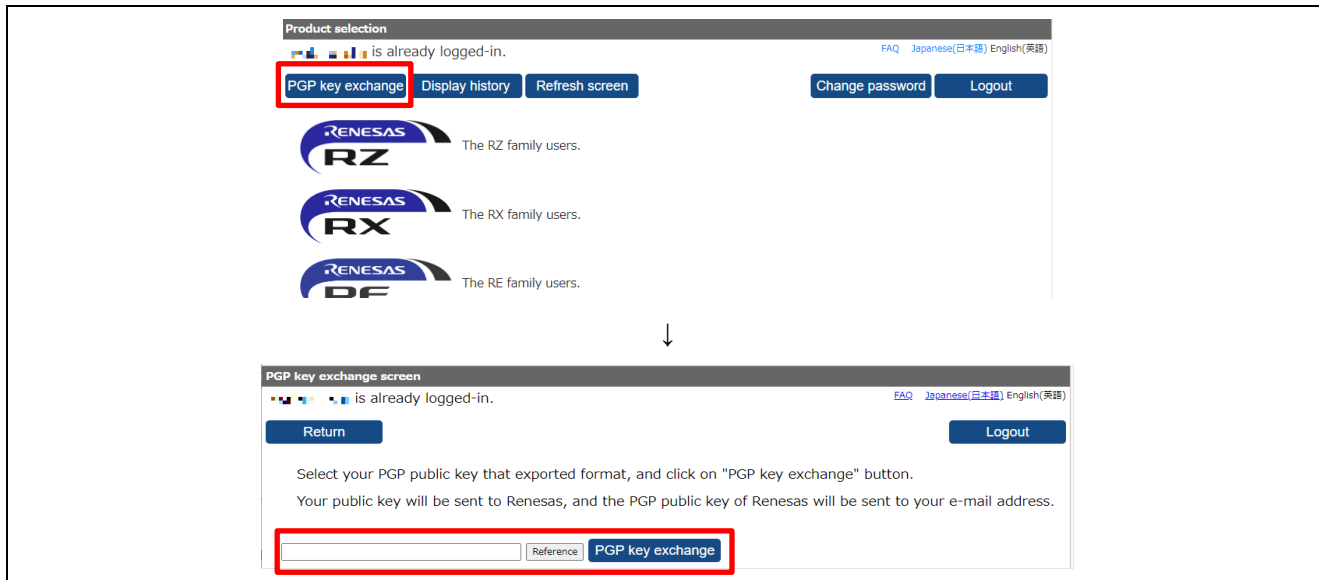 Product selection
is already logged-in.
FAQ Japanese(日本語) English(英語)
PGP key exchange Display history Refresh screen Change password Logout
RENESAS
RZ
The RZ family users.
RENESAS
RX
The RX family users.
RENESAS
RE
The RE family users.
↓
PGP key exchange screen
is already logged-in.
FAQ Japanese(日本語) English(英語)
Return Logout
Select your PGP public key that exported format, and click on "PGP key exchange" button.
Your public key will be sent to Renesas, and the PGP public key of Renesas will be sent to your e-mail address.
Reference PGP key exchange